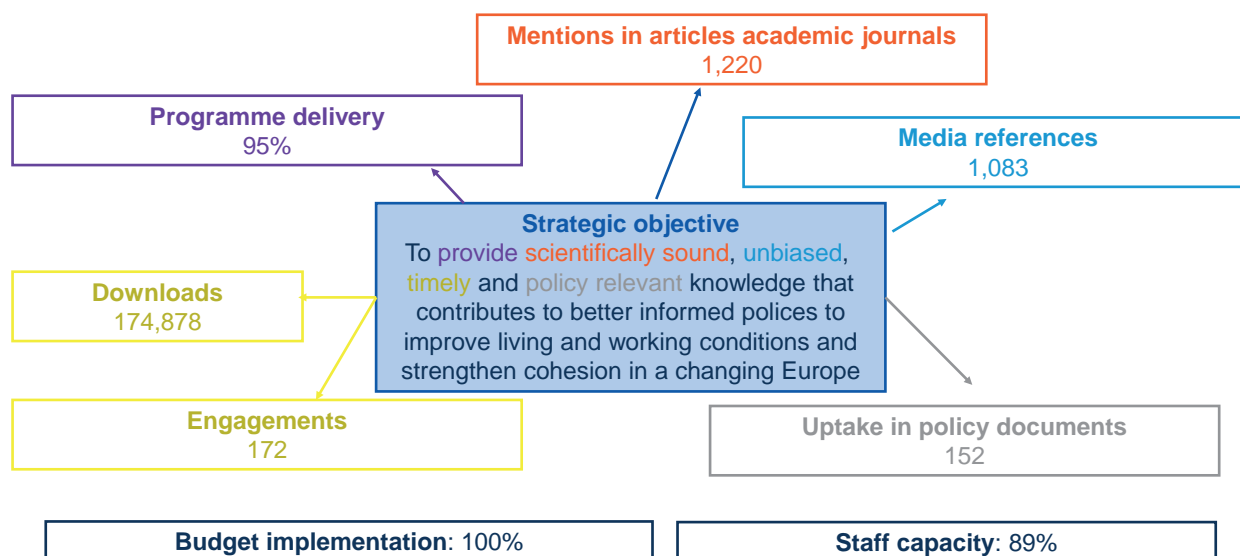 Mentions in articles academic journals
1,220
Programme delivery
95%
Media references
1,083
Strategic objective
To provide scientifically sound, unbiased,
timely and policy relevant knowledge that
contributes to better informed polices to
improve living and working conditions and
strengthen cohesion in a changing Europe
Downloads
174,878
Engagements
172
Uptake in policy documents
152
Budget implementation: 100%
Staff capacity: 89%